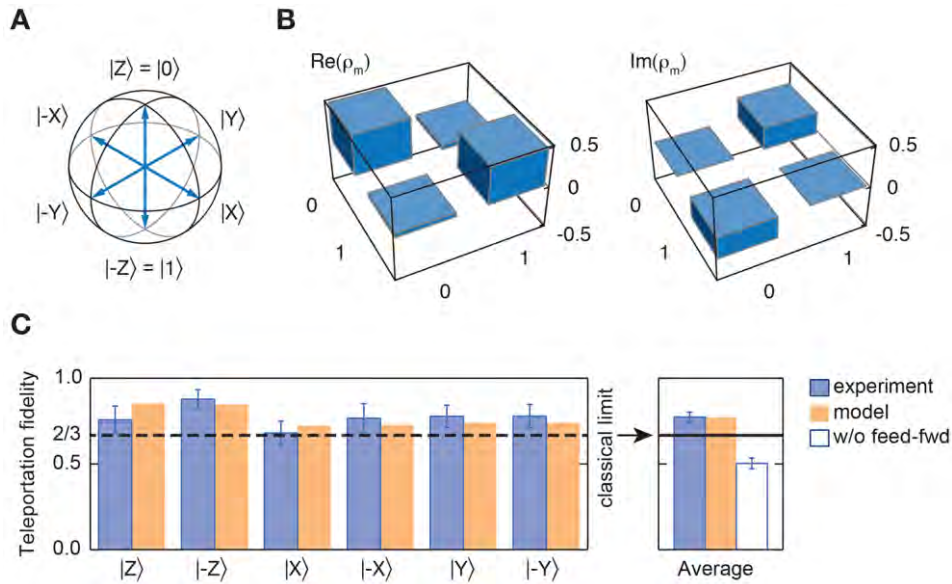 A
|Z⟩ = |0⟩
|-X⟩
|Y⟩
|-Y⟩
|X⟩
|-Z⟩ = |1⟩
B
Re(ρm)
0.5
0
-0.5
0
1
0
1
Im(ρm)
0.5
0
-0.5
0
1
0
1
C
Teleportation fidelity
1.0
2/3
0.5
0.0
|Z⟩
|-Z⟩
|X⟩
|-X⟩
|Y⟩
|-Y⟩
classical limit
Average
experiment
model
w/o feed-fwd